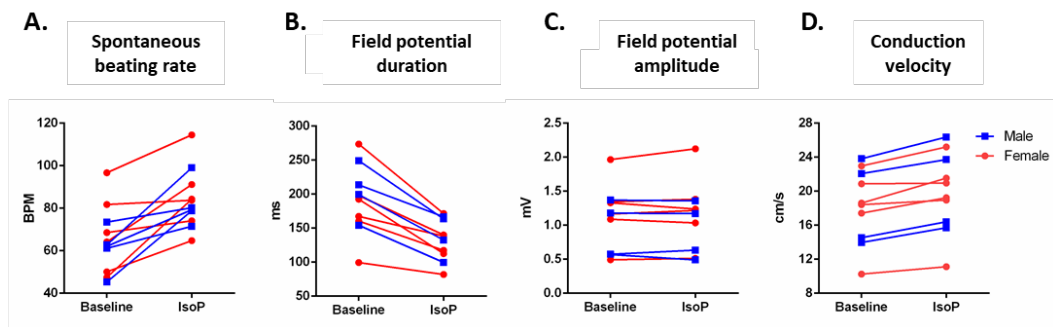 A.
Spontaneous
beating rate
B.
Field potential
duration
C.
Field potential
amplitude
D.
Conduction
velocity
120
100
80
60
40
BPM
Baseline
IsoP
300
250
200
150
100
50
ms
Baseline
IsoP
2.5
2.0
1.5
1.0
0.5
0.0
mV
Baseline
IsoP
28
24
20
16
12
8
cm/s
Baseline
IsoP
Male
Female